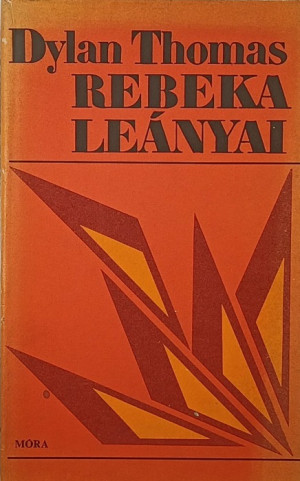 Dylan Thomas
REBEKA
LEÁNYAI
MÓRA